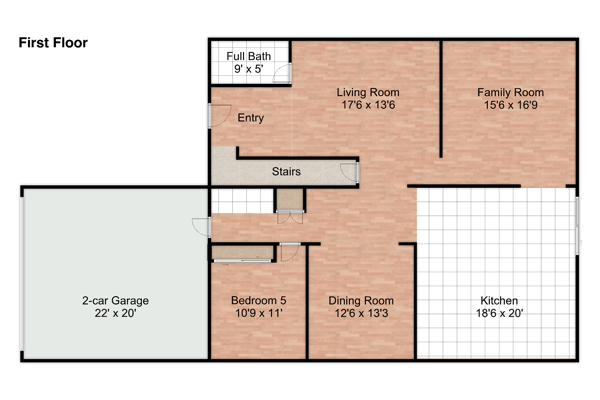 First Floor
Full Bath
9' x 5'
Living Room
17'6 x 13'6
Family Room
15'6 x 16'9
Entry
Stairs
2-car Garage
22' x 20'
Bedroom 5
10'9 x 11'
Dining Room
12'6 x 13'3
Kitchen
18'6 x 20'